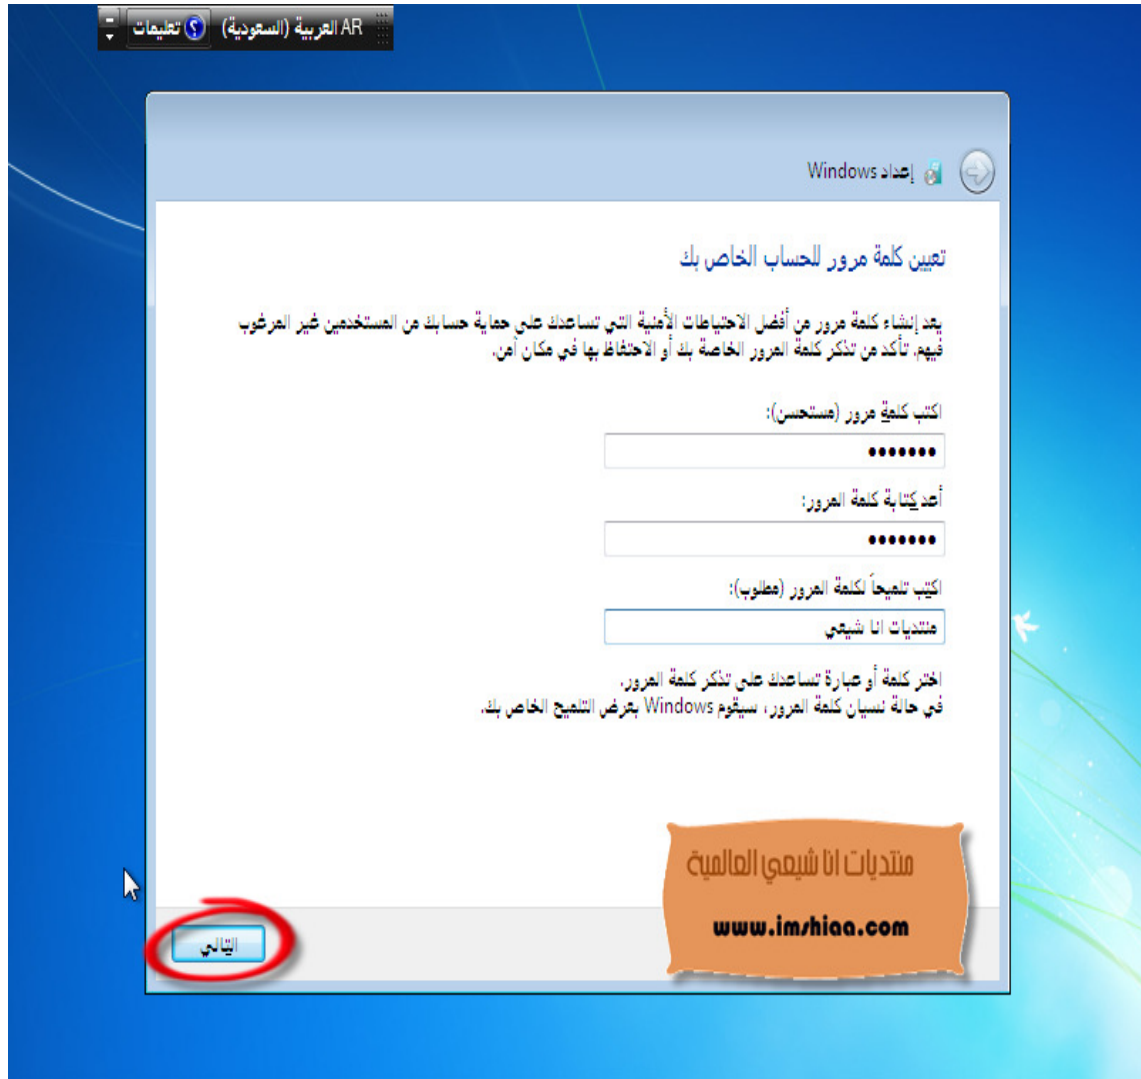 AR العربية (السعودية) ? تعليمات
إعداد Windows
تعيين كلمة مرور للحساب الخاص بك
يعد إنشاء كلمة مرور من أفضل الاحتياطات الأمنية التي تساعدك على حماية حسابك من المستخدمين غير المرغوب
فيهم. تأكد من تذكر كلمة المرور الخاصة بك أو الاحتفاظ بها في مكان آمن.
اكتب كلمة مرور (مستحسن):
•••••••
أعد كتابة كلمة المرور:
•••••••
اكتب تلميحاً لكلمة المرور (مطلوب):
منتديات انا شيعي
اختر كلمة أو عبارة تساعدك على تذكر كلمة المرور.
في حالة نسيان كلمة المرور، سيقوم Windows بعرض التلميح الخاص بك.
منتديات انا شيعي العالمية
www.imshiaa.com
التالي